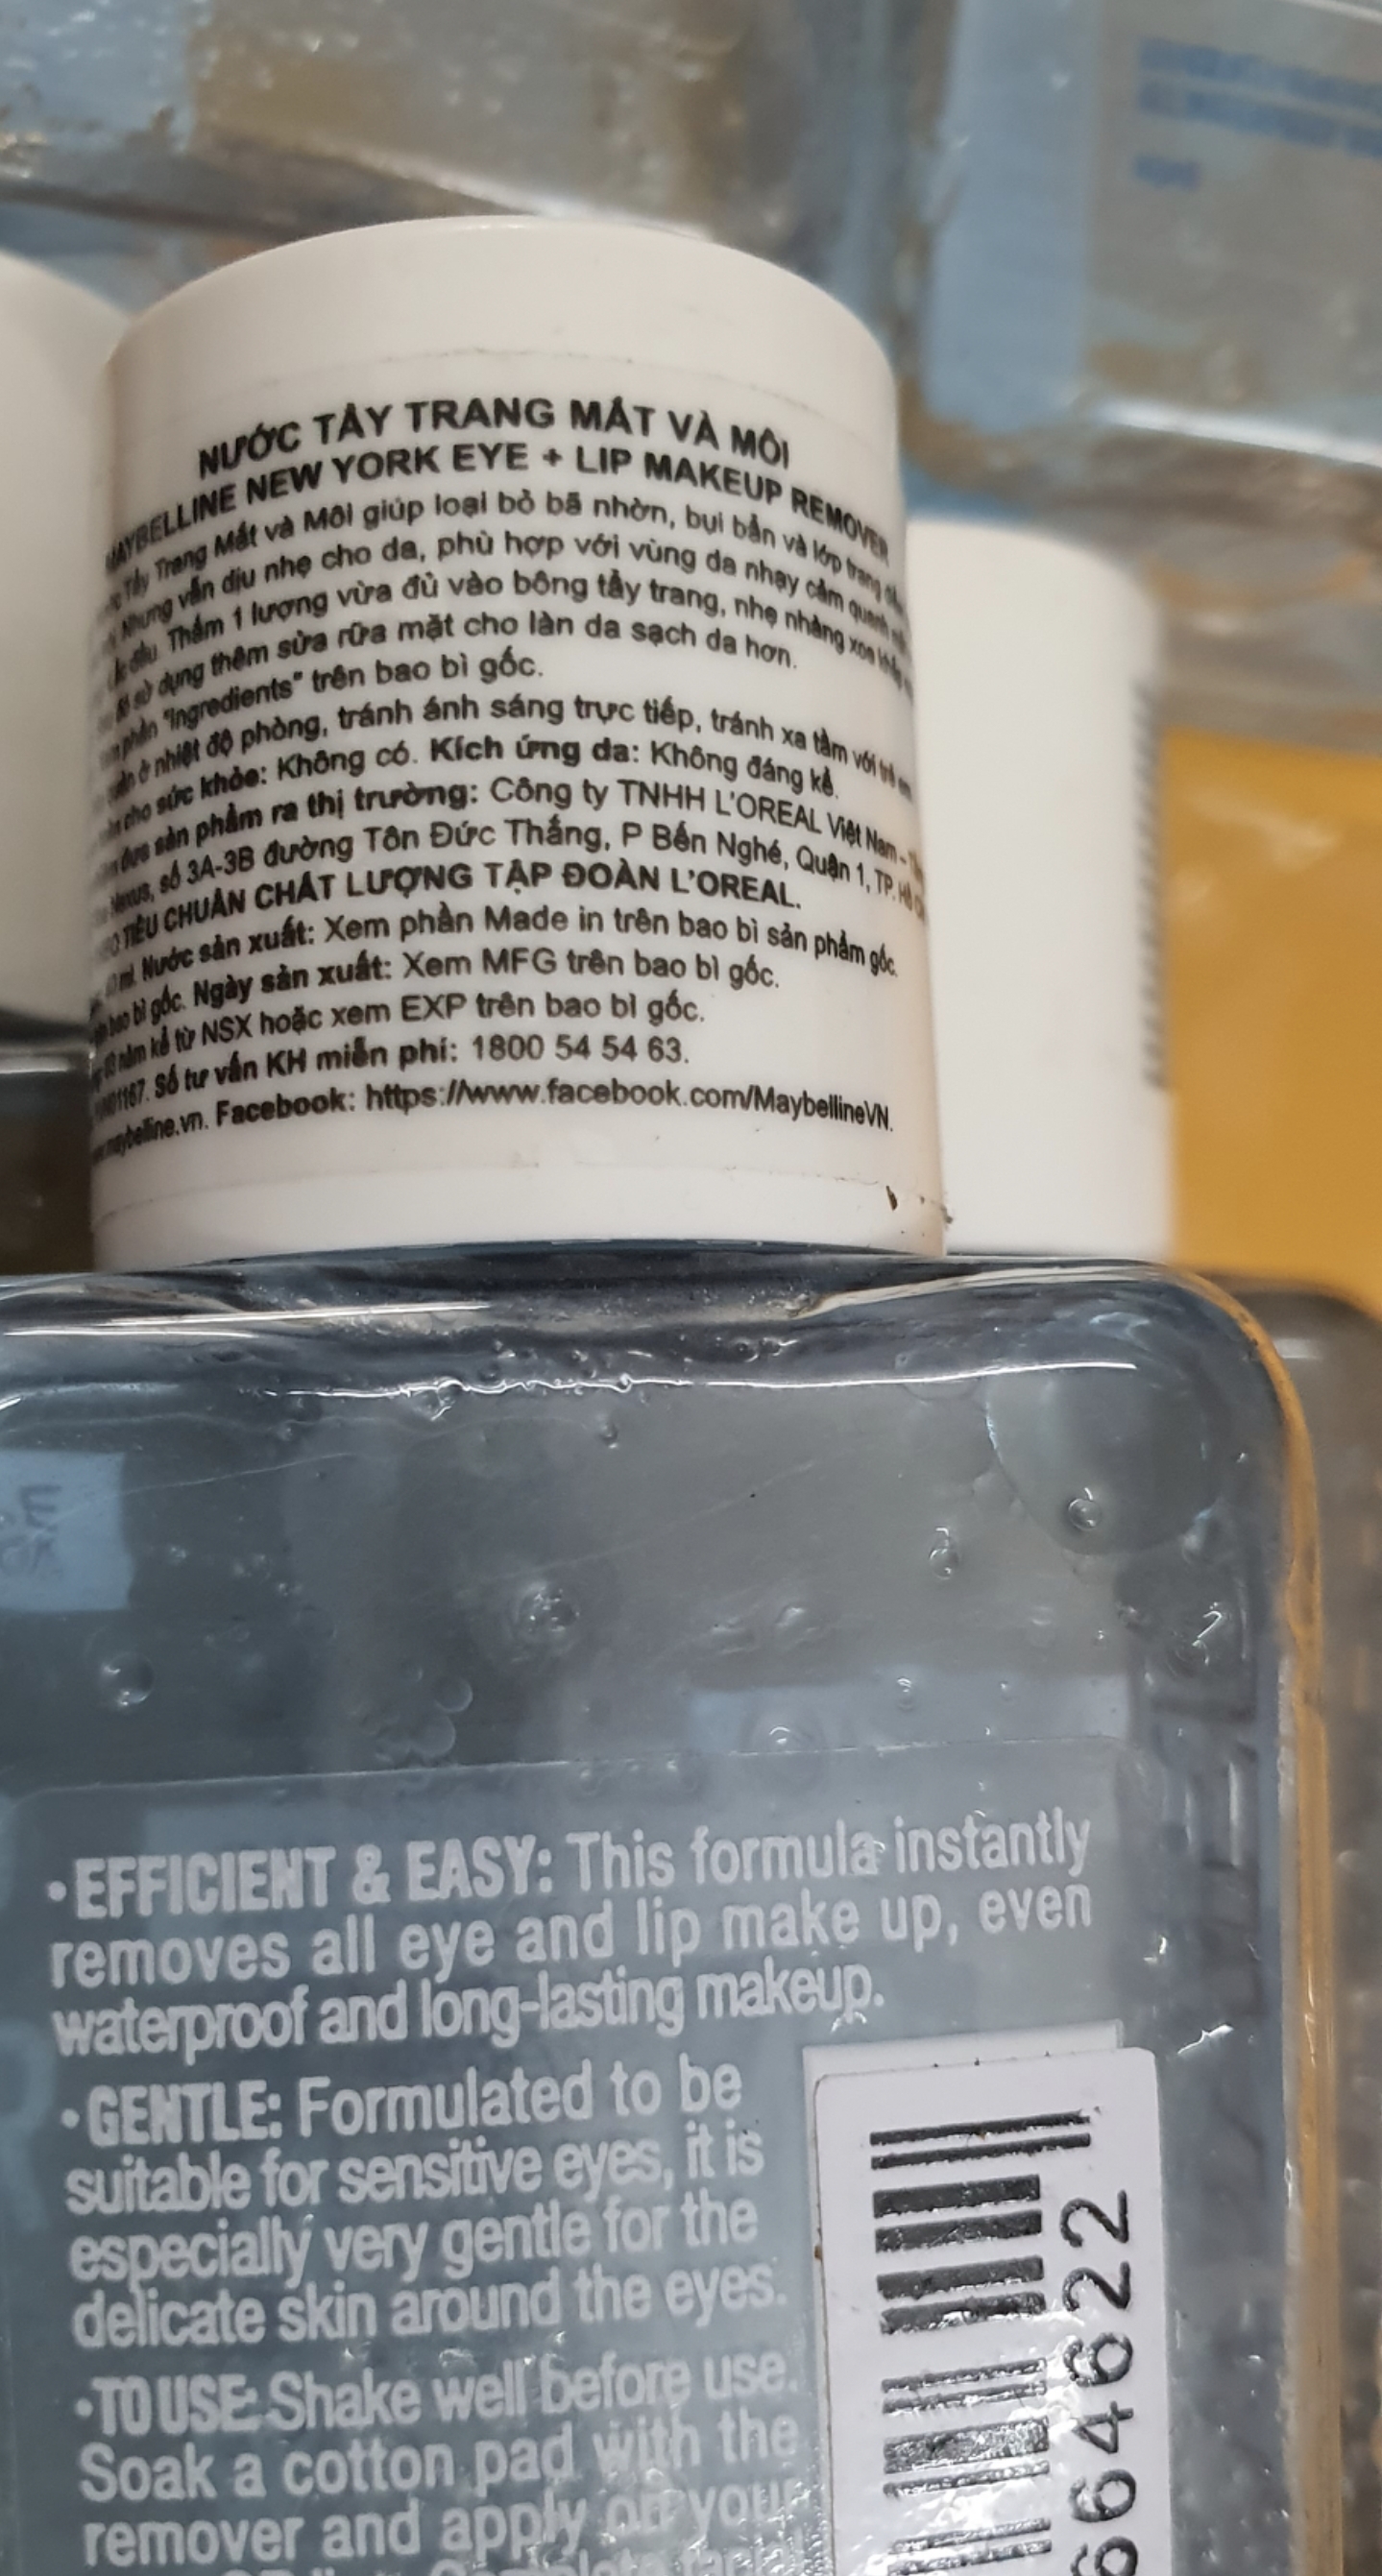 NƯỚC TẨY TRANG MẮT VÀ MÔI
MAYBELLINE NEW YORK EYE + LIP MAKEUP REMOVER
Tẩy Trang Mắt và Môi giúp loại bỏ bã nhờn, bụi bẩn và lớp trang
Nhưng vẫn dịu nhẹ cho da, phù hợp với vùng da nhạy cảm quanh
đầu. Thấm 1 lượng vừa đủ vào bông tẩy trang, nhẹ nhàng xoa
sử dụng thêm sữa rữa mặt cho làn da sạch da hơn.
phần "Ingredients" trên bao bì gốc.
ở nhiệt độ phòng, tránh ánh sáng trực tiếp, tránh xa tầm với trẻ em
cho sức khỏe: Không có. Kích ứng da: Không đáng kể.
đưa sản phẩm ra thị trường: Công ty TNHH L'OREAL Việt Nam –
Nexus, số 3A-3B đường Tôn Đức Thắng, P Bến Nghé, Quận 1, TP.
TIÊU CHUẨN CHẤT LƯỢNG TẬP ĐOÀN L'OREAL.
ml. Nước sản xuất: Xem phần Made in trên bao bì sản phẩm gốc.
bao bì gốc. Ngày sản xuất: Xem MFG trên bao bì gốc.
năm kể từ NSX hoặc xem EXP trên bao bì gốc.
Số tư vấn KH miễn phí: 1800 54 54 63.
maybelline.vn. Facebook: https://www.facebook.com/MaybellineVN.
•EFFICIENT & EASY: This formula instantly
removes all eye and lip make up, even
waterproof and long-lasting makeup.
•GENTLE: Formulated to be
suitable for sensitive eyes, it is
especially very gentle for the
delicate skin around the eyes.
•TO USE: Shake well before use.
Soak a cotton pad with the
remover and apply on your
664622